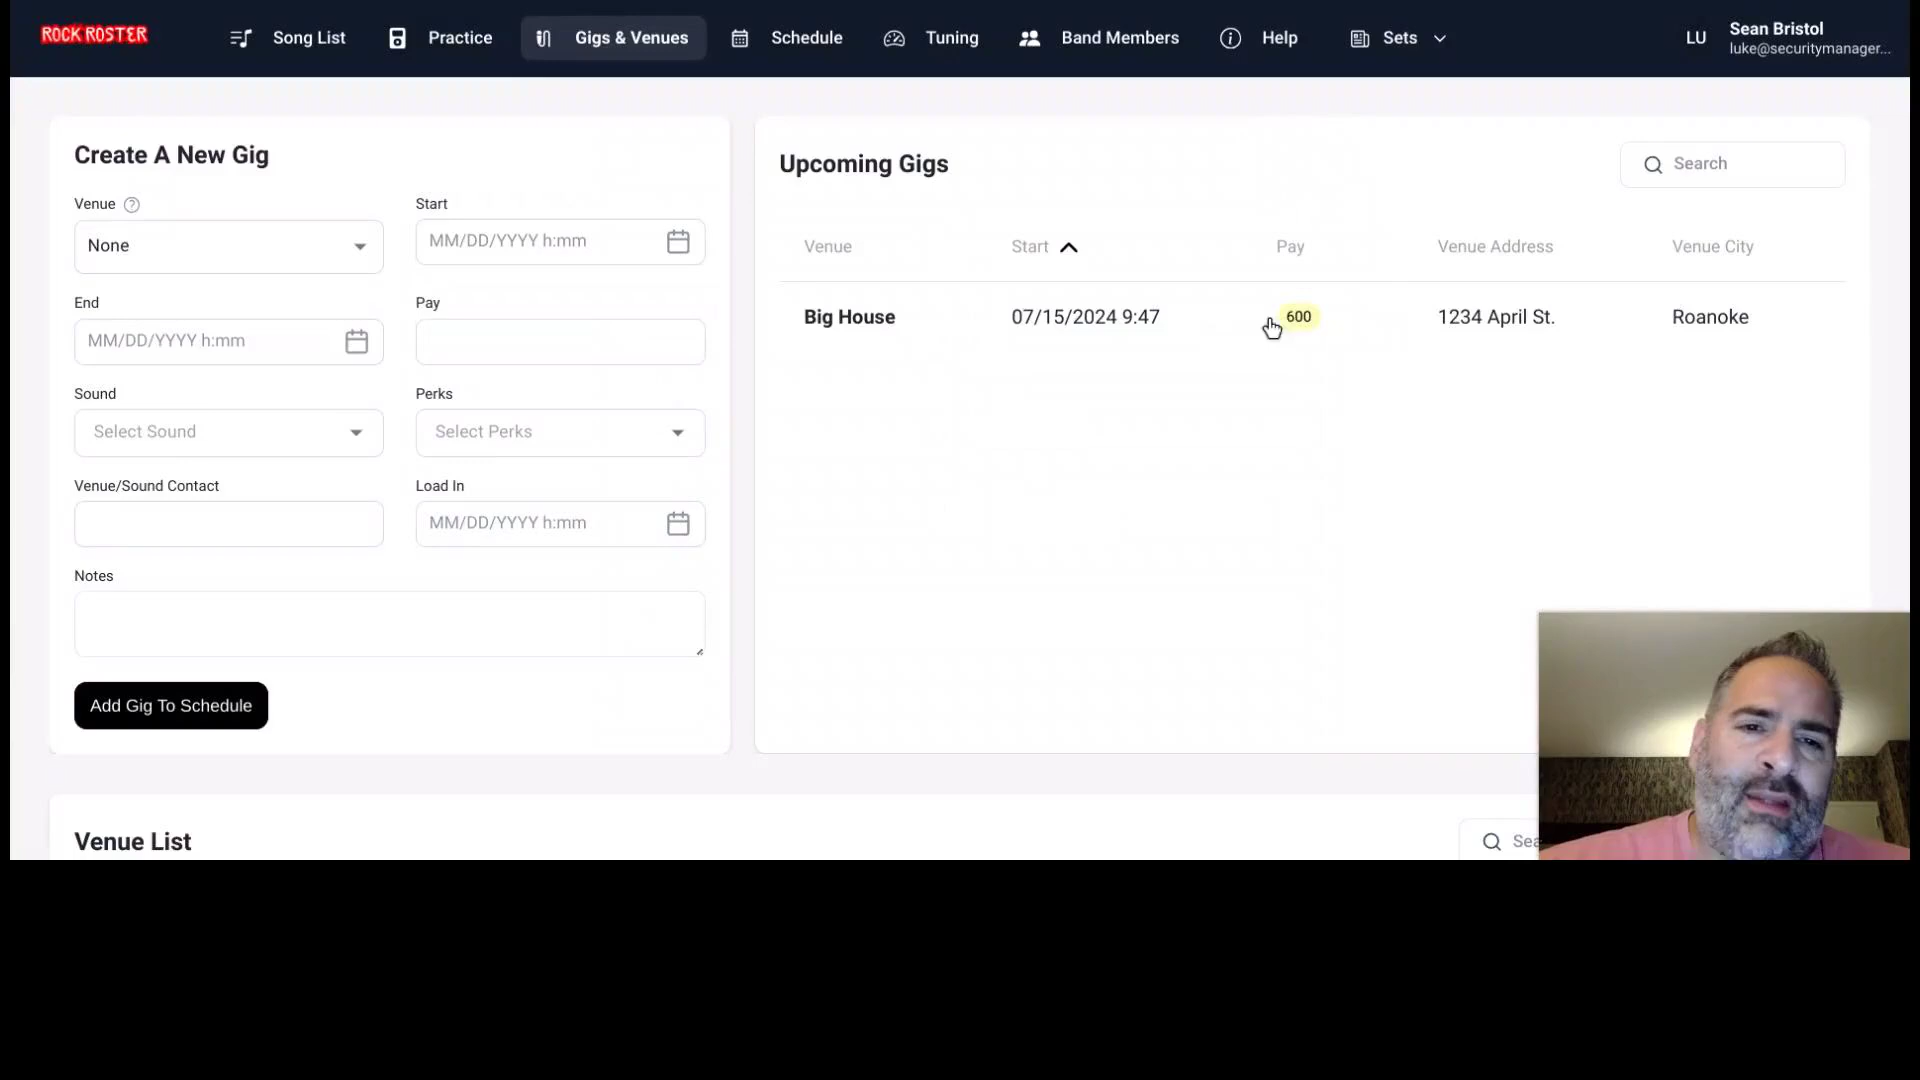 ROCK ROSTER
Song List
Practice
Gigs & Venues
Schedule
Tuning
Band Members
Help
Sets
LU
Sean Bristol
luke@securitymanager...
Create A New Gig
Venue
None
Start
MM/DD/YYYY h:mm
End
MM/DD/YYYY h:mm
Pay
Sound
Select Sound
Perks
Select Perks
Venue/Sound Contact
Load In
MM/DD/YYYY h:mm
Notes
Add Gig To Schedule
Upcoming Gigs
Search
Venue Start Pay Venue Address Venue City
Big House 07/15/2024 9:47 600 1234 April St. Roanoke
Venue List